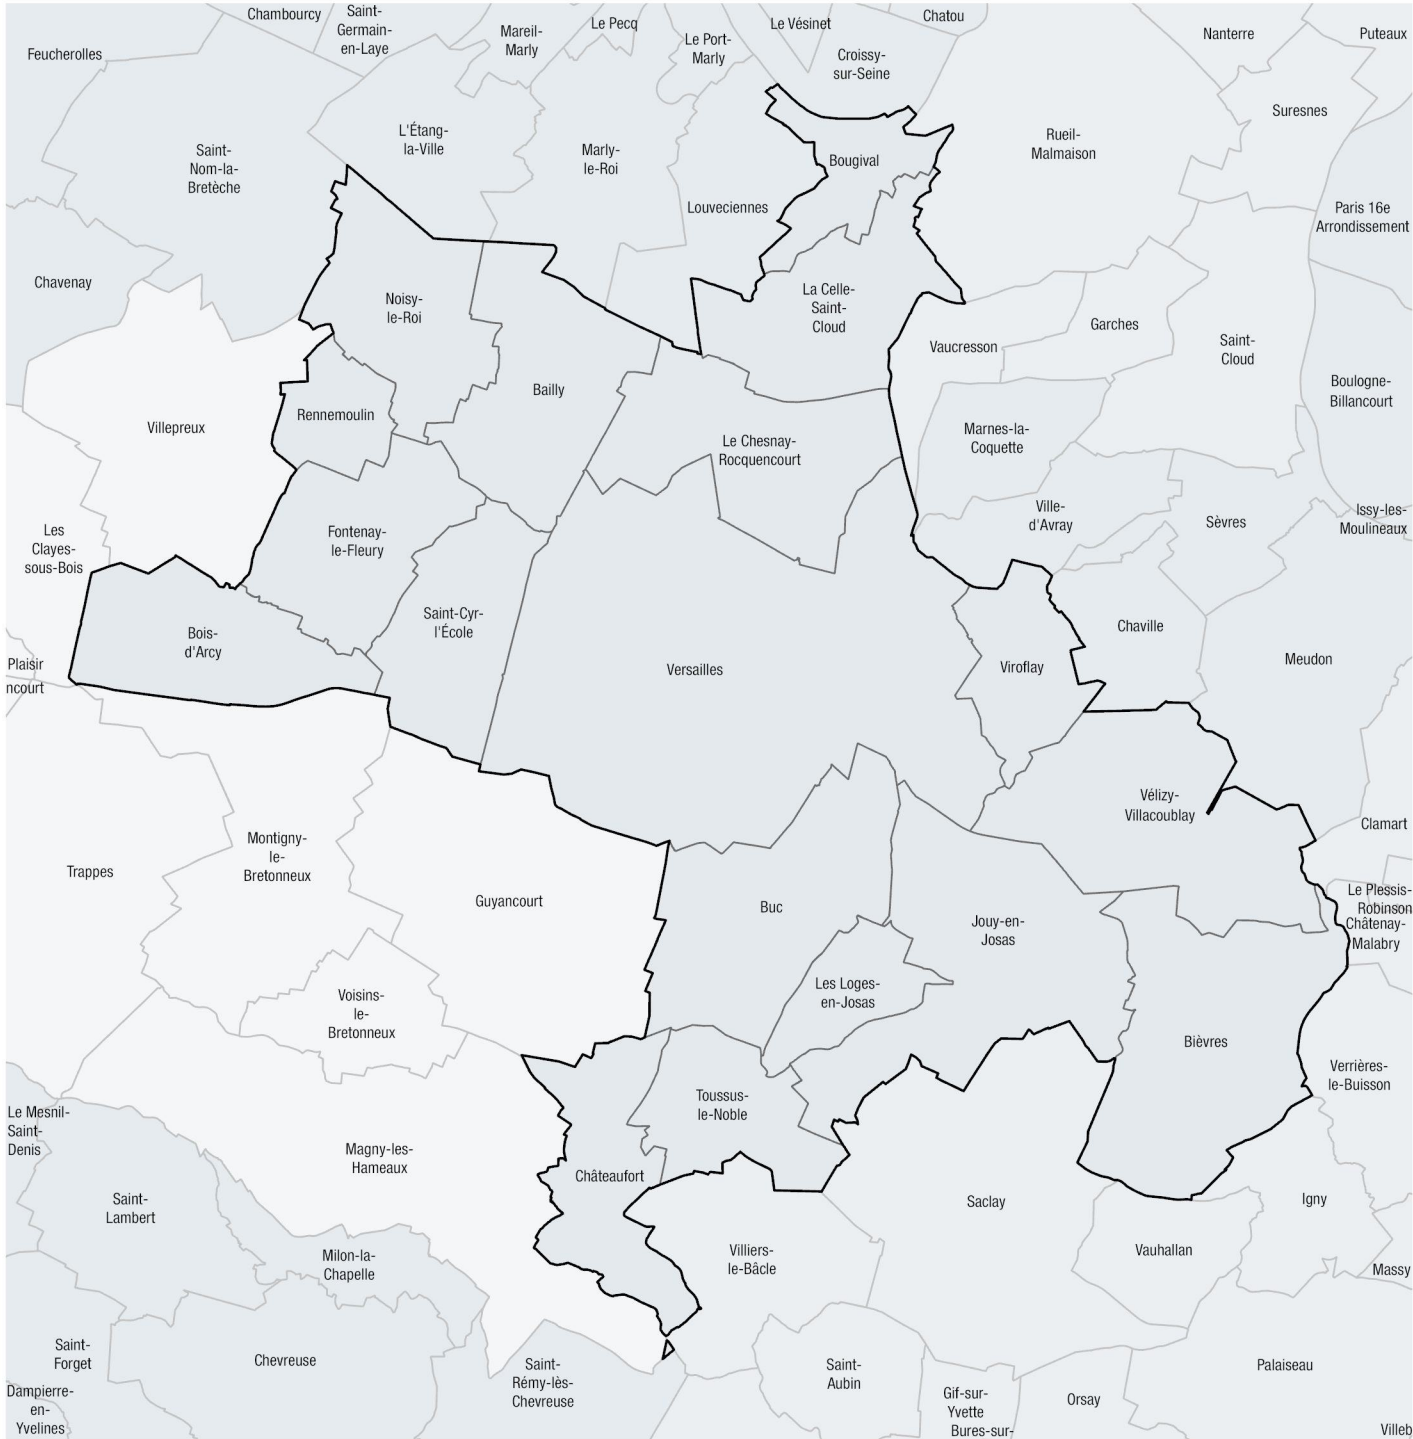 Chambourcy
Saint-
Germain-
en-Laye
Feucherolles
Mareil-
Marly
Le Pecq
Le Port-
Marly
Le Vésinet
Chatou
Croissy-
sur-Seine
Nanterre
Puteaux
Suresnes
Rueil-
Malmaison
L'Étang-
la-Ville
Saint-
Nom-la-
Bretèche
Marly-
le-Roi
Bougival
Louveciennes
Paris 16e
Arrondissement
Chavenay
Noisy-
le-Roi
La Celle-
Saint-
Cloud
Vaucresson
Garches
Saint-
Cloud
Boulogne-
Billancourt
Villepreux
Rennemoulin
Bailly
Le Chesnay-
Rocquencourt
Marnes-la-
Coquette
Ville-
d'Avray
Sèvres
Issy-les-
Moulineaux
Les
Clayes-
sous-Bois
Fontenay-
le-Fleury
Saint-Cyr-
l'École
Bois-
d'Arcy
Versailles
Viroflay
Chaville
Meudon
Plaisir
ncourt
Vélizy-
Villacoublay
Clamart
Trappes
Montigny-
le-
Bretonneux
Guyancourt
Buc
Jouy-en-
Josas
Le Plessis-
Robinson
Châtenay-
Malabry
Les Loges-
en-Josas
Voisins-
le-
Bretonneux
Bièvres
Verrières-
le-Buisson
Toussus-
le-Noble
Le Mesnil-
Saint-
Denis
Magny-les-
Hameaux
Châteaufort
Saint-
Lambert
Saclay
Igny
Milon-la-
Chapelle
Villiers-
le-Bâcle
Vauhallan
Massy
Saint-
Forget
Chevreuse
Saint-
Rémy-lès-
Chevreuse
Saint-
Aubin
Palaiseau
Dampierre-
en-
Yvelines
Gif-sur-
Yvette
Bures-sur-
Orsay
Villeb